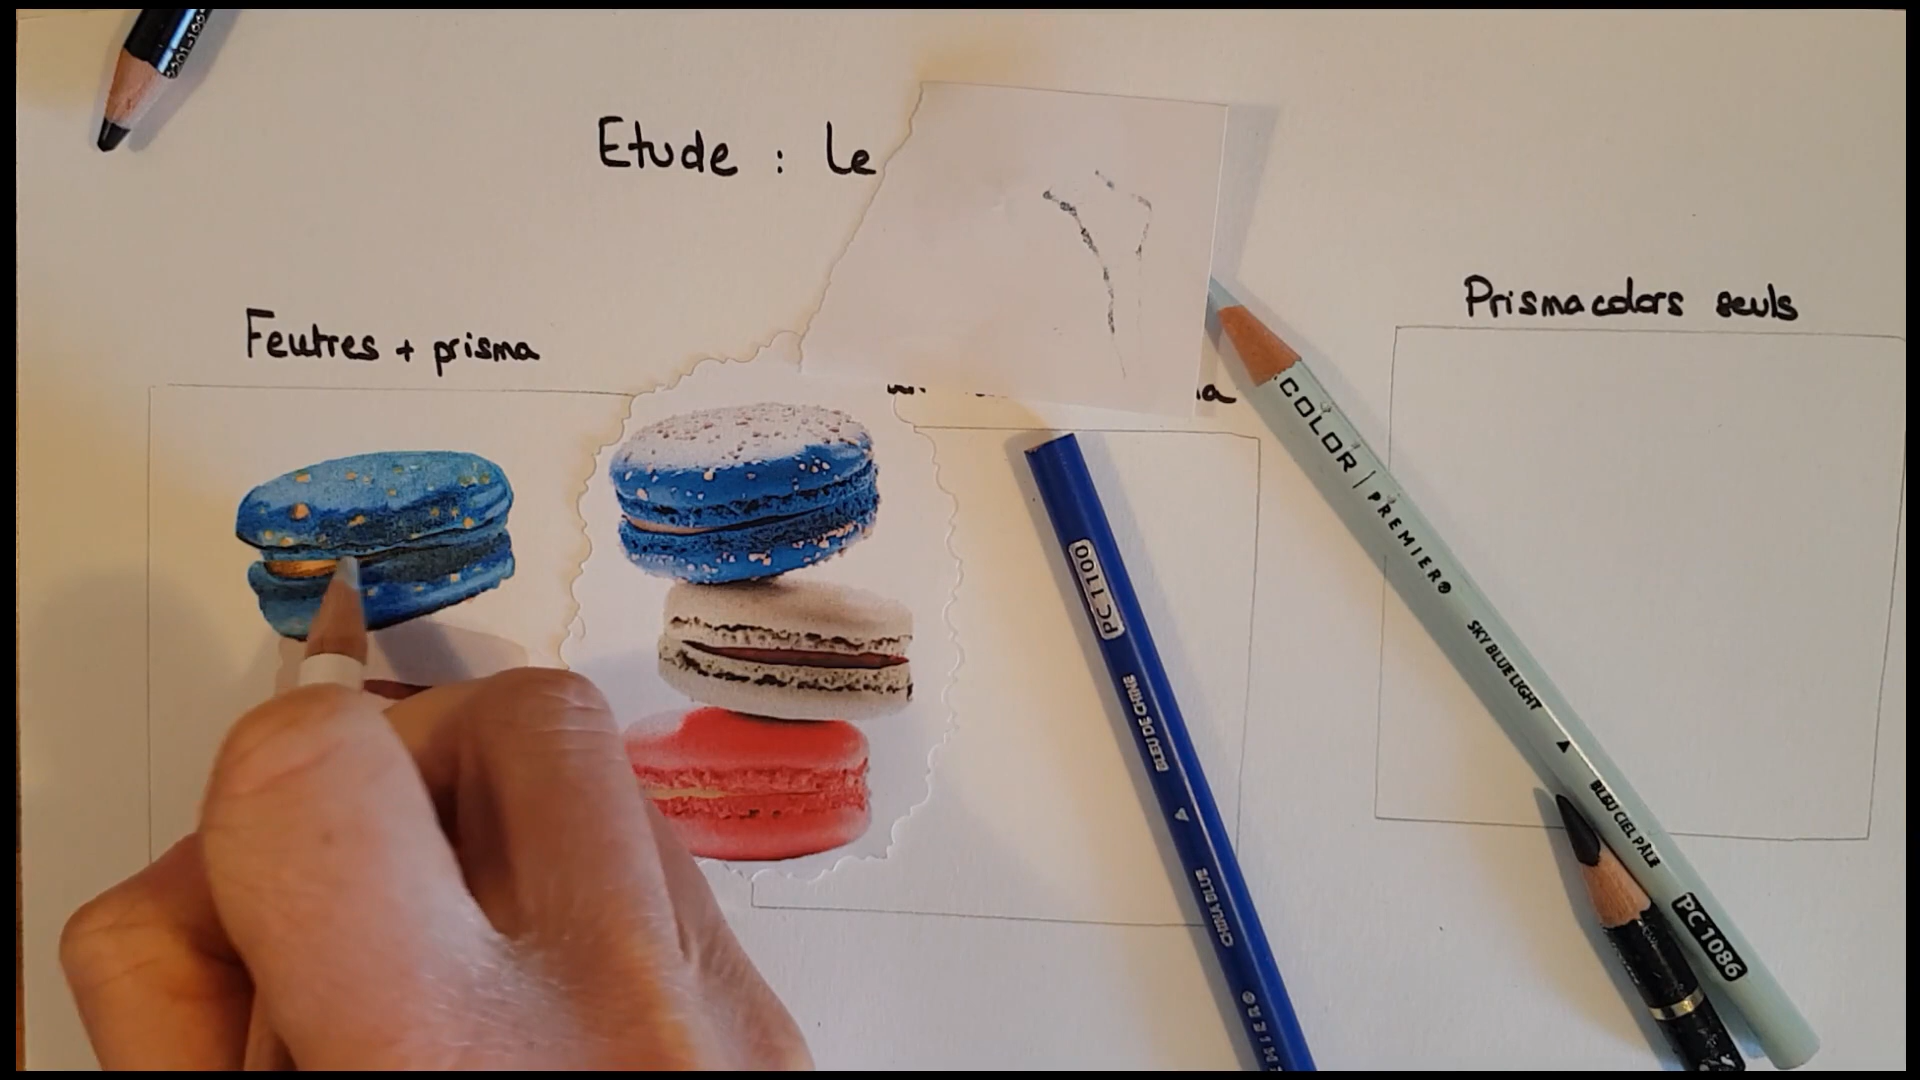 Etude : le
Prismacolors seuls
Feutres + prisma
COLOR | PREMIER®
SKY BLUE LIGHT ▲ BLEU CIEL PÂLE
PC 1086
PC 1100
BLEU DE CHINE ▲ CHINA BLUE